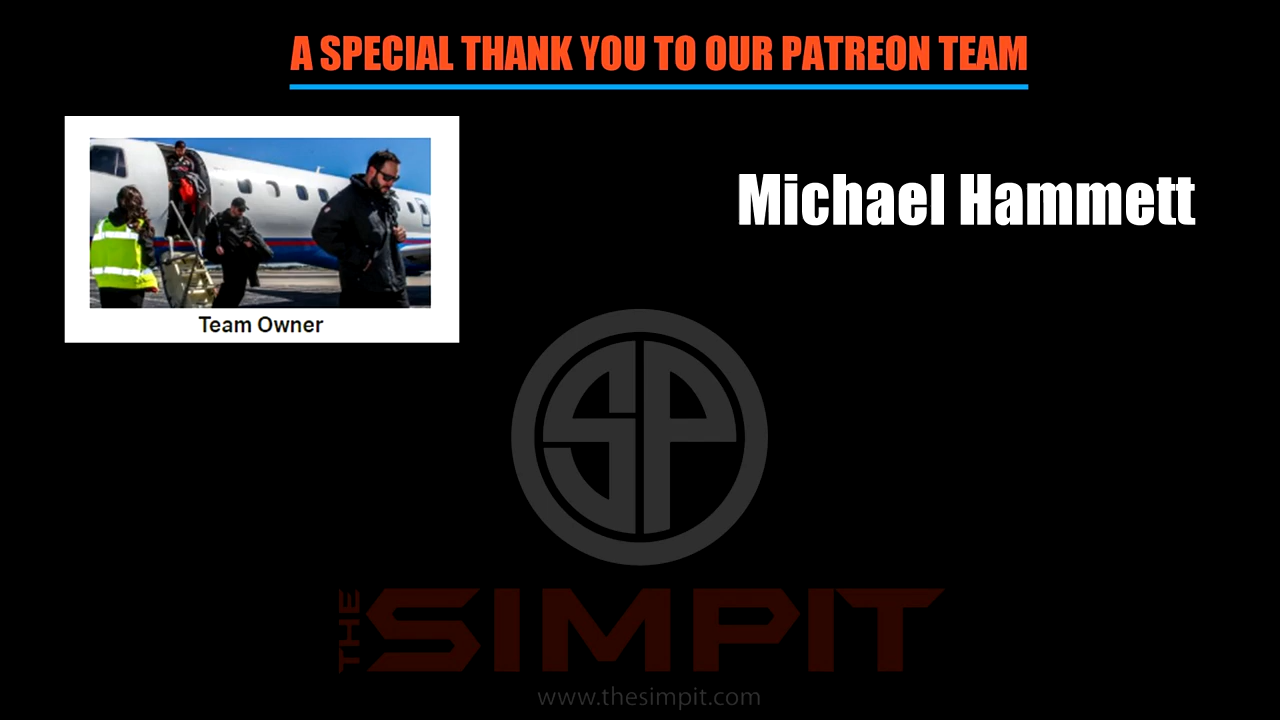 A SPECIAL THANK YOU TO OUR PATREON TEAM
Michael Hammett
Team Owner
SP
THE SIMPIT
www.thesimpit.com